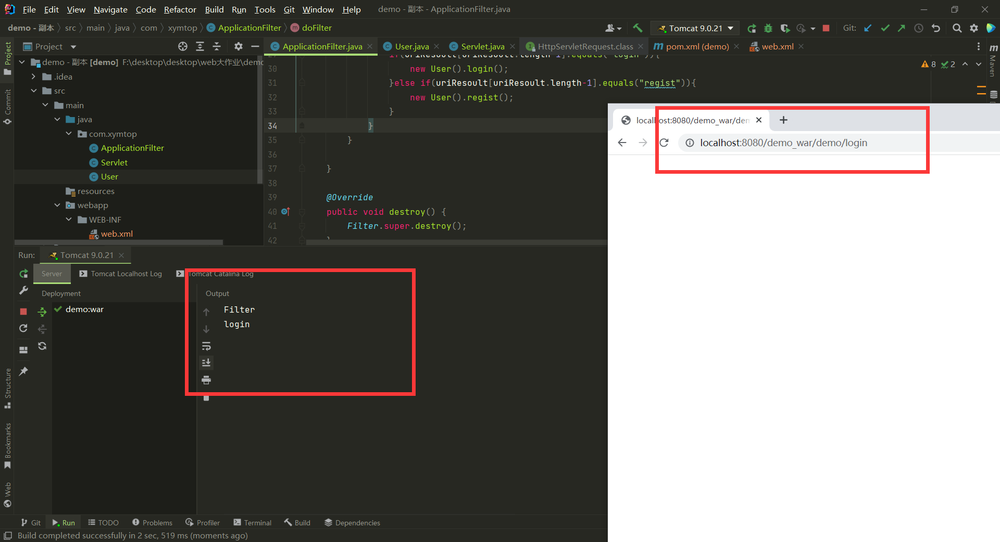 File Edit View Navigate Code Refactor Build Run Tools Git Window Help demo - 副本 - ApplicationFilter.java
demo - 副本 src main java com xymtop ApplicationFilter doFilter Tomcat 9.0.21 Git:
Project
ApplicationFilter.java User.java Servlet.java HttpServletRequest.class pom.xml (demo) web.xml
demo - 副本 [demo] F:\desktop\desktop\web大作业\demo
.idea
src
main
java
com.xymtop
ApplicationFilter
Servlet
User
resources
webapp
WEB-INF
web.xml
8 2
if(uriResoult[uriResoult.length-1].equals("login")){
30 new User().login();
31 }else if(uriResoult[uriResoult.length-1].equals("regist")){
32 new User().regist();
33 }
34 }
35 }
36
37 }
38
39 @Override
40 public void destroy() {
41 Filter.super.destroy();
42 }
Project
Commit
Structure
Bookmarks
Web
Maven
localhost:8080/demo_war/dem
localhost:8080/demo_war/demo/login
Run: Tomcat 9.0.21
Server Tomcat Localhost Log Tomcat Catalina Log
Deployment Output
demo:war
Filter
login
Git Run TODO Problems Profiler Terminal Build Dependencies
Build completed successfully in 2 sec, 519 ms (moments ago)